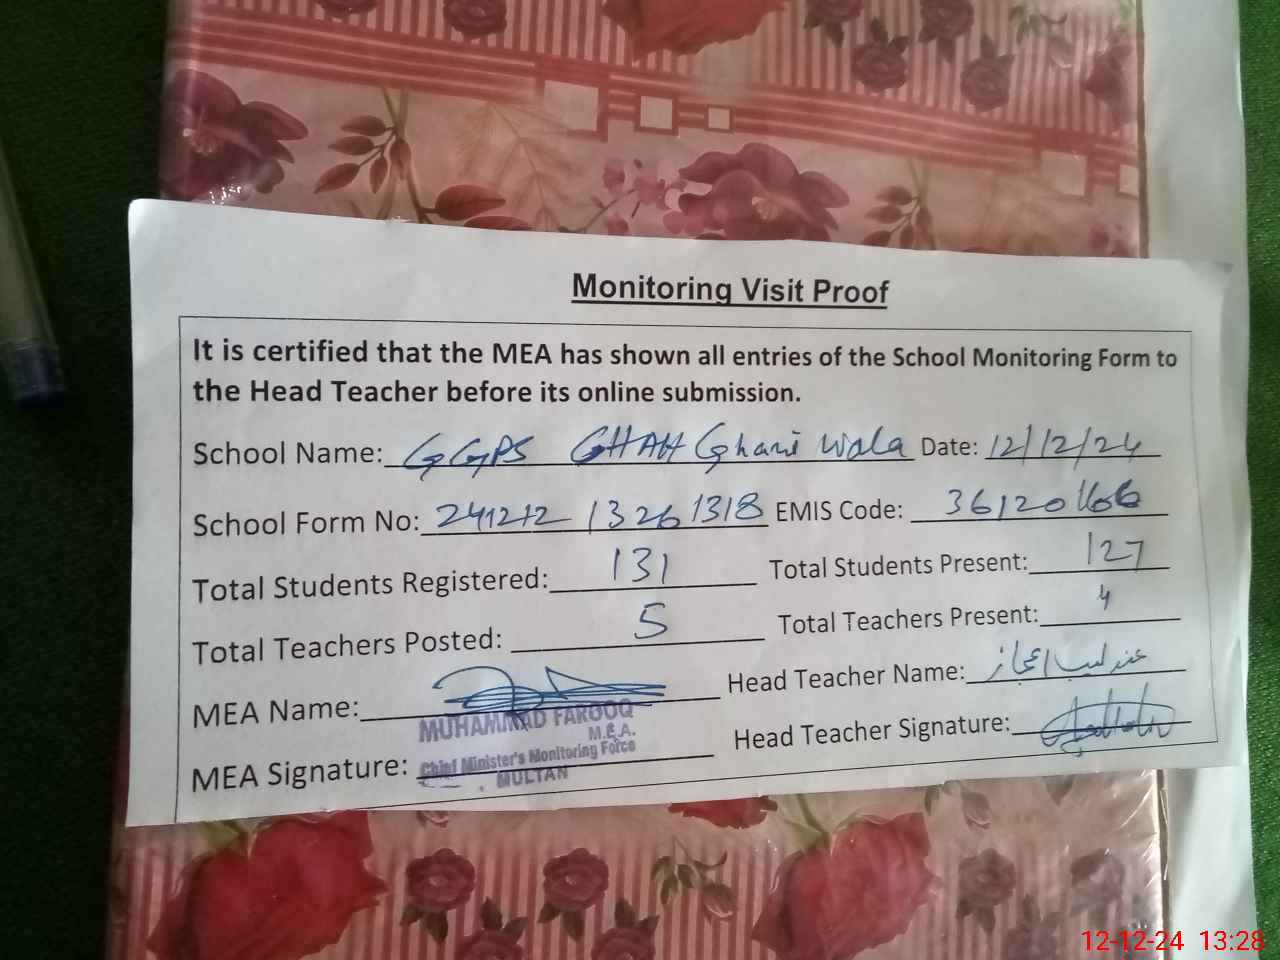 Monitoring Visit Proof
It is certified that the MEA has shown all entries of the School Monitoring Form to
the Head Teacher before its online submission.
School Name: GGPS GHAH Ghani Wala Date: 12/12/24
School Form No: 241212 13261318 EMIS Code: 36120166
Total Students Registered: 131 Total Students Present: 127
Total Teachers Posted: 5 Total Teachers Present: 4
MEA Name: Head Teacher Name: عندلیب اعجاز
MUHAMMAD FAROOQ
M.E.A.
Head Teacher Signature:
MEA Signature: Chief Minister's Monitoring Force
MULTAN
12-12-24 13:28